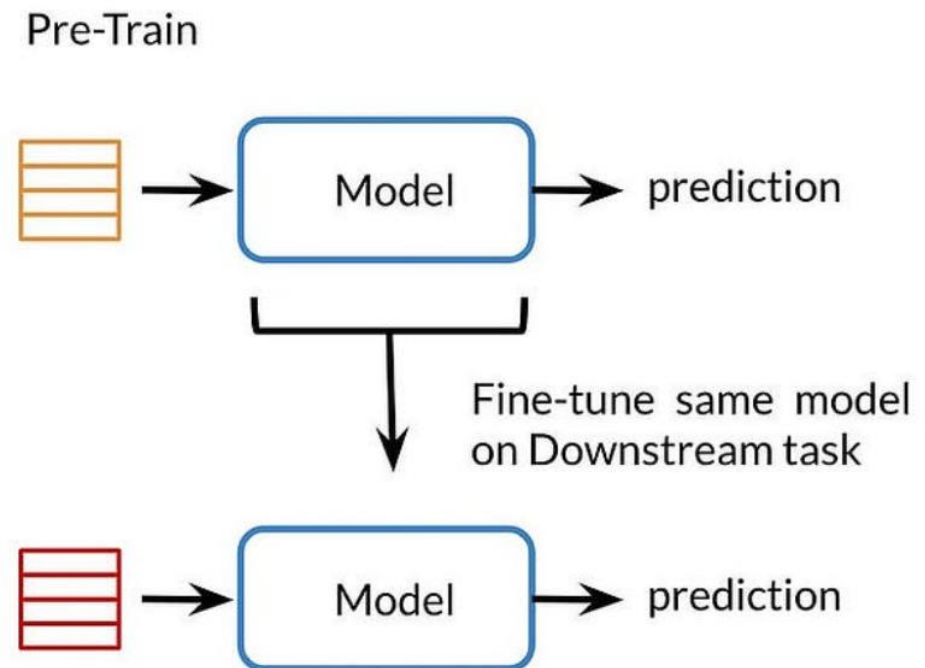 Pre-Train
Model
prediction
Fine-tune same model
on Downstream task
Model
prediction